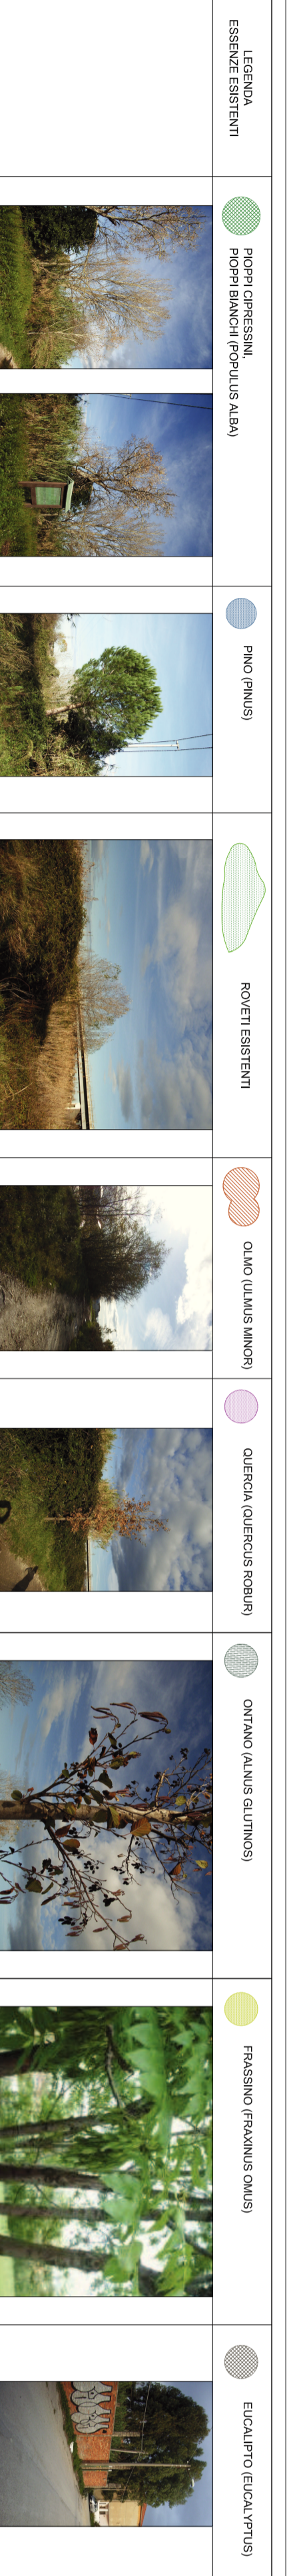 LEGENDA
ESSENZE ESISTENTI
PIOPPI CIPRESSINI,
PIOPPI BIANCHI (POPULUS ALBA)
PINO (PINUS)
ROVETI ESISTENTI
OLMO (ULMUS MINOR)
QUERCIA (QUERCUS ROBUR)
ONTANO (ALNUS GLUTINOS)
FRASSINO (FRAXINUS OMUS)
EUCALIPTO (EUCALYPTUS)